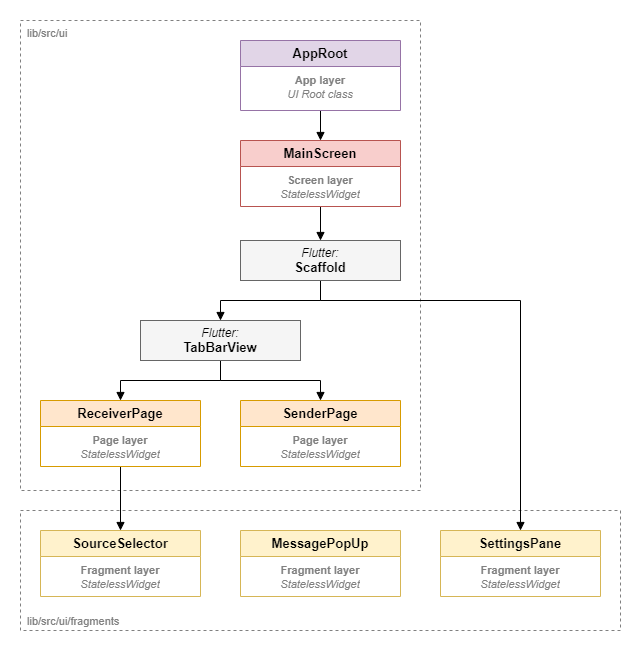 lib/src/ui
AppRoot
App layer
UI Root class
MainScreen
Screen layer
StatelessWidget
Flutter:
Scaffold
Flutter:
TabBarView
ReceiverPage
Page layer
StatelessWidget
SenderPage
Page layer
StatelessWidget
SourceSelector
Fragment layer
StatelessWidget
MessagePopUp
Fragment layer
StatelessWidget
SettingsPane
Fragment layer
StatelessWidget
lib/src/ui/fragments